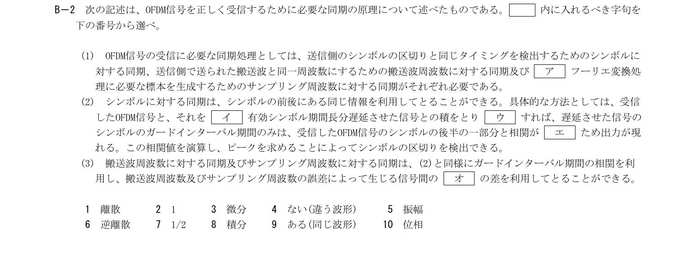 B－2 次の記述は、OFDM信号を正しく受信するために必要な同期の原理について述べたものである。 内に入れるべき字句を
下の番号から選べ。
(1) OFDM信号の受信に必要な同期処理としては、送信側のシンボルの区切りと同じタイミングを検出するためのシンボルに
対する同期、送信側で送られた搬送波と同一周波数にするための搬送波周波数に対する同期及び ア フーリエ変換処
理に必要な標本を生成するためのサンプリング周波数に対する同期がそれぞれ必要である。
(2) シンボルに対する同期は、シンボルの前後にある同じ情報を利用してとることができる。具体的な方法としては、受信
したOFDM信号と、それを イ 有効シンボル期間長分遅延させた信号との積をとり ウ すれば、遅延させた信号の
シンボルのガードインターバル期間のみは、受信したOFDM信号のシンボルの後半の一部分と相関が エ ため出力が現
れる。この相関値を演算し、ピークを求めることによってシンボルの区切りを検出できる。
(3) 搬送波周波数に対する同期及びサンプリング周波数に対する同期は、(2)と同様にガードインターバル期間の相関を利
用し、搬送波周波数及びサンプリング周波数の誤差によって生じる信号間の オ の差を利用してとることができる。
1 離散 2 1 3 微分 4 ない(違う波形) 5 振幅
6 逆離散 7 1/2 8 積分 9 ある(同じ波形) 10 位相